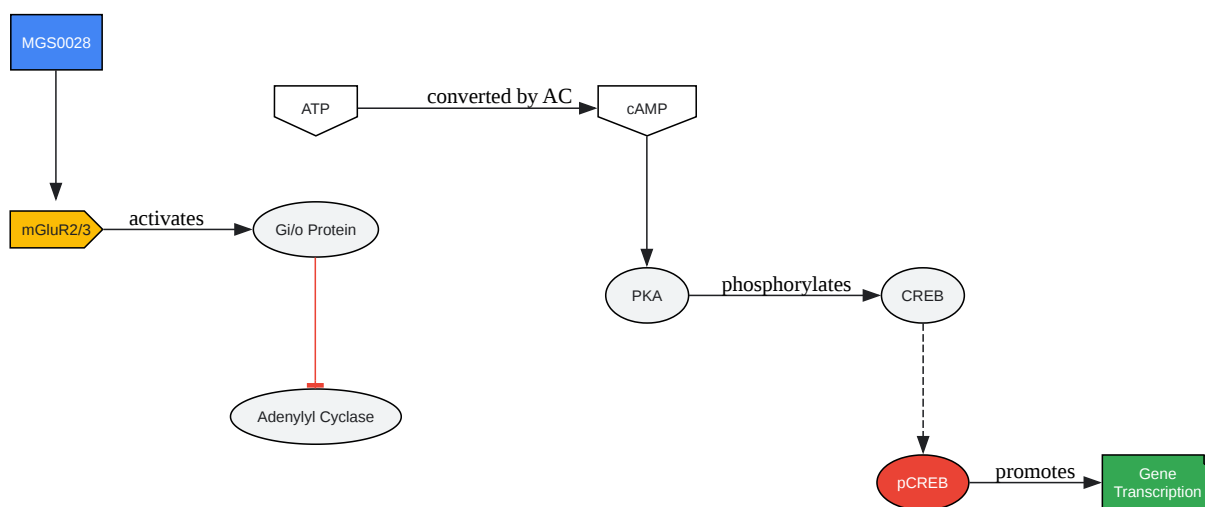 MGS0028
ATP
converted by AC
cAMP
mGluR2/3
activates
Gi/o Protein
PKA
phosphorylates
CREB
Adenylyl Cyclase
pCREB
promotes
Gene
Transcription